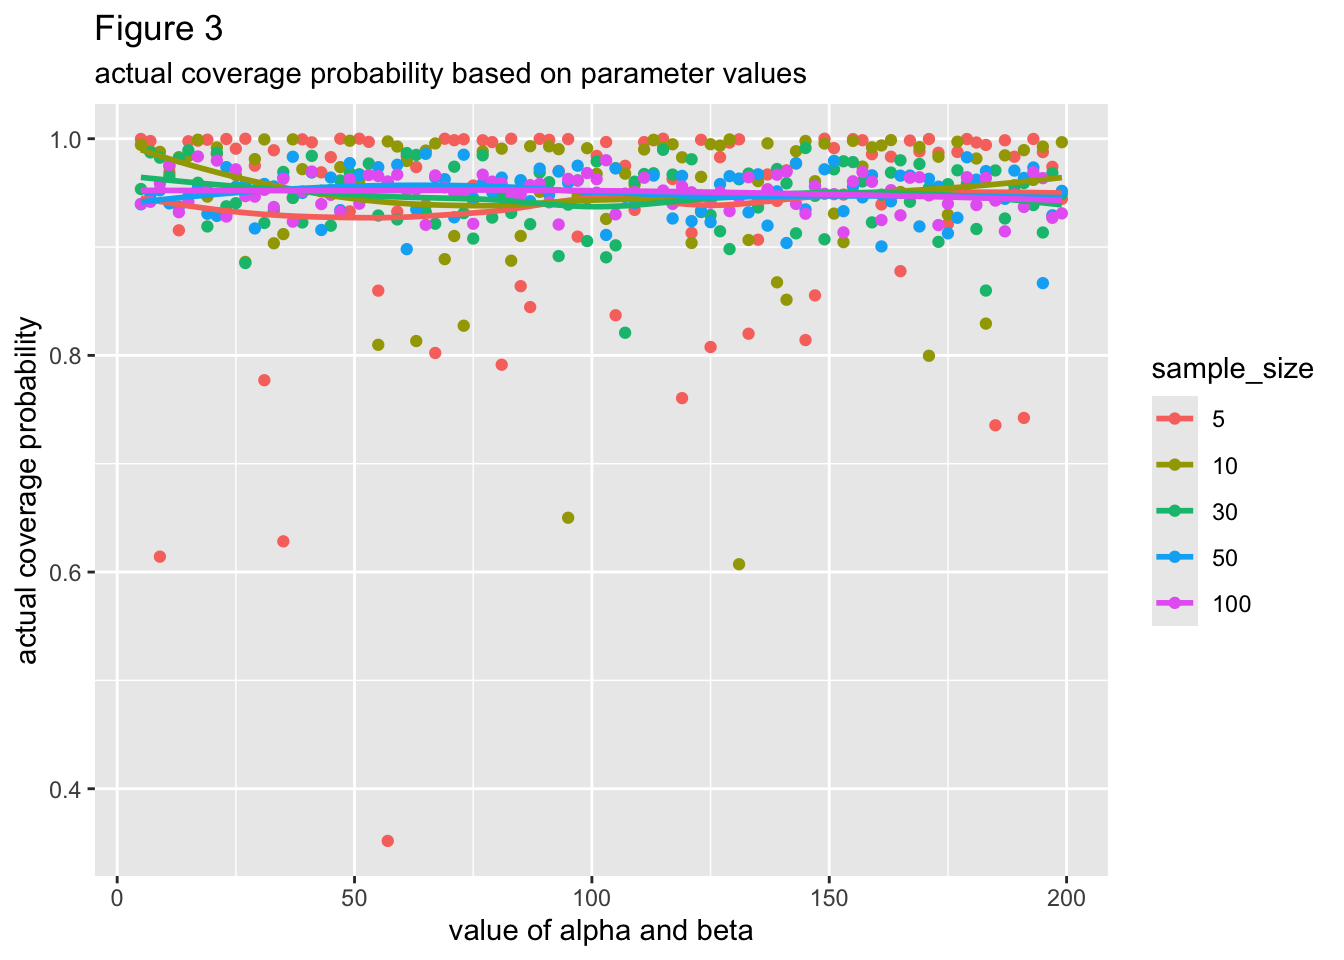 Figure 3
actual coverage probability based on parameter values
1.0
0.8
0.6
0.4
actual coverage probability
0
50
100
150
200
value of alpha and beta
sample_size
5
10
30
50
100